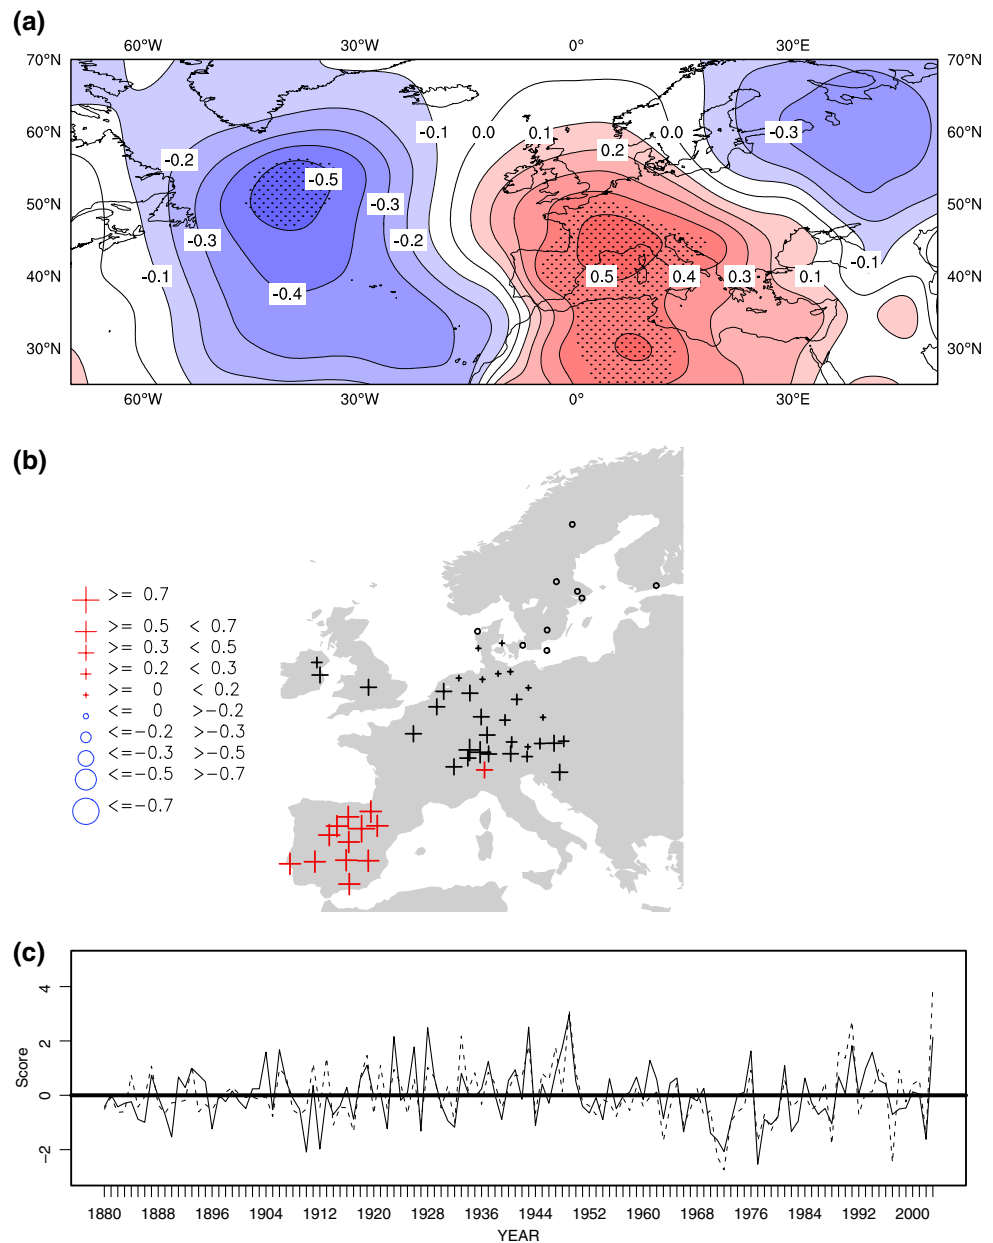 (a)
60°W 30°W 0° 30°E
70°N 70°N
60°N -0.1 0.0 0.1 0.0 -0.3 60°N
-0.2 0.2
-0.5
50°N -0.3 50°N
-0.3 -0.2
-0.1 40°N -0.1 0.5 0.4 0.3 0.1 40°N
-0.4
30°N 30°N
60°W 30°W 0° 30°E
(b)
>= 0.7
>= 0.5 < 0.7
>= 0.3 < 0.5
>= 0.2 < 0.3
>= 0 < 0.2
<= 0 >-0.2
<=-0.2 >-0.3
<=-0.3 >-0.5
<=-0.5 >-0.7
<=-0.7
(c)
4
2
0
-2
Score
1880 1888 1896 1904 1912 1920 1928 1936 1944 1952 1960 1968 1976 1984 1992 2000
YEAR